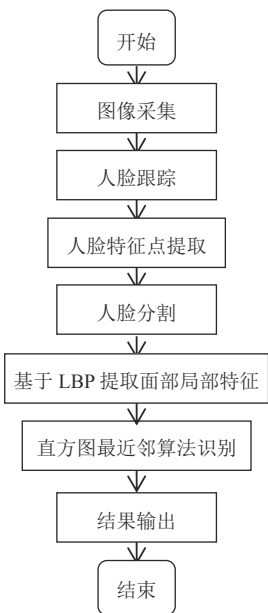 开始
图像采集
人脸跟踪
人脸特征点提取
人脸分割
基于 LBP 提取面部局部特征
直方图最近邻算法识别
结果输出
结束